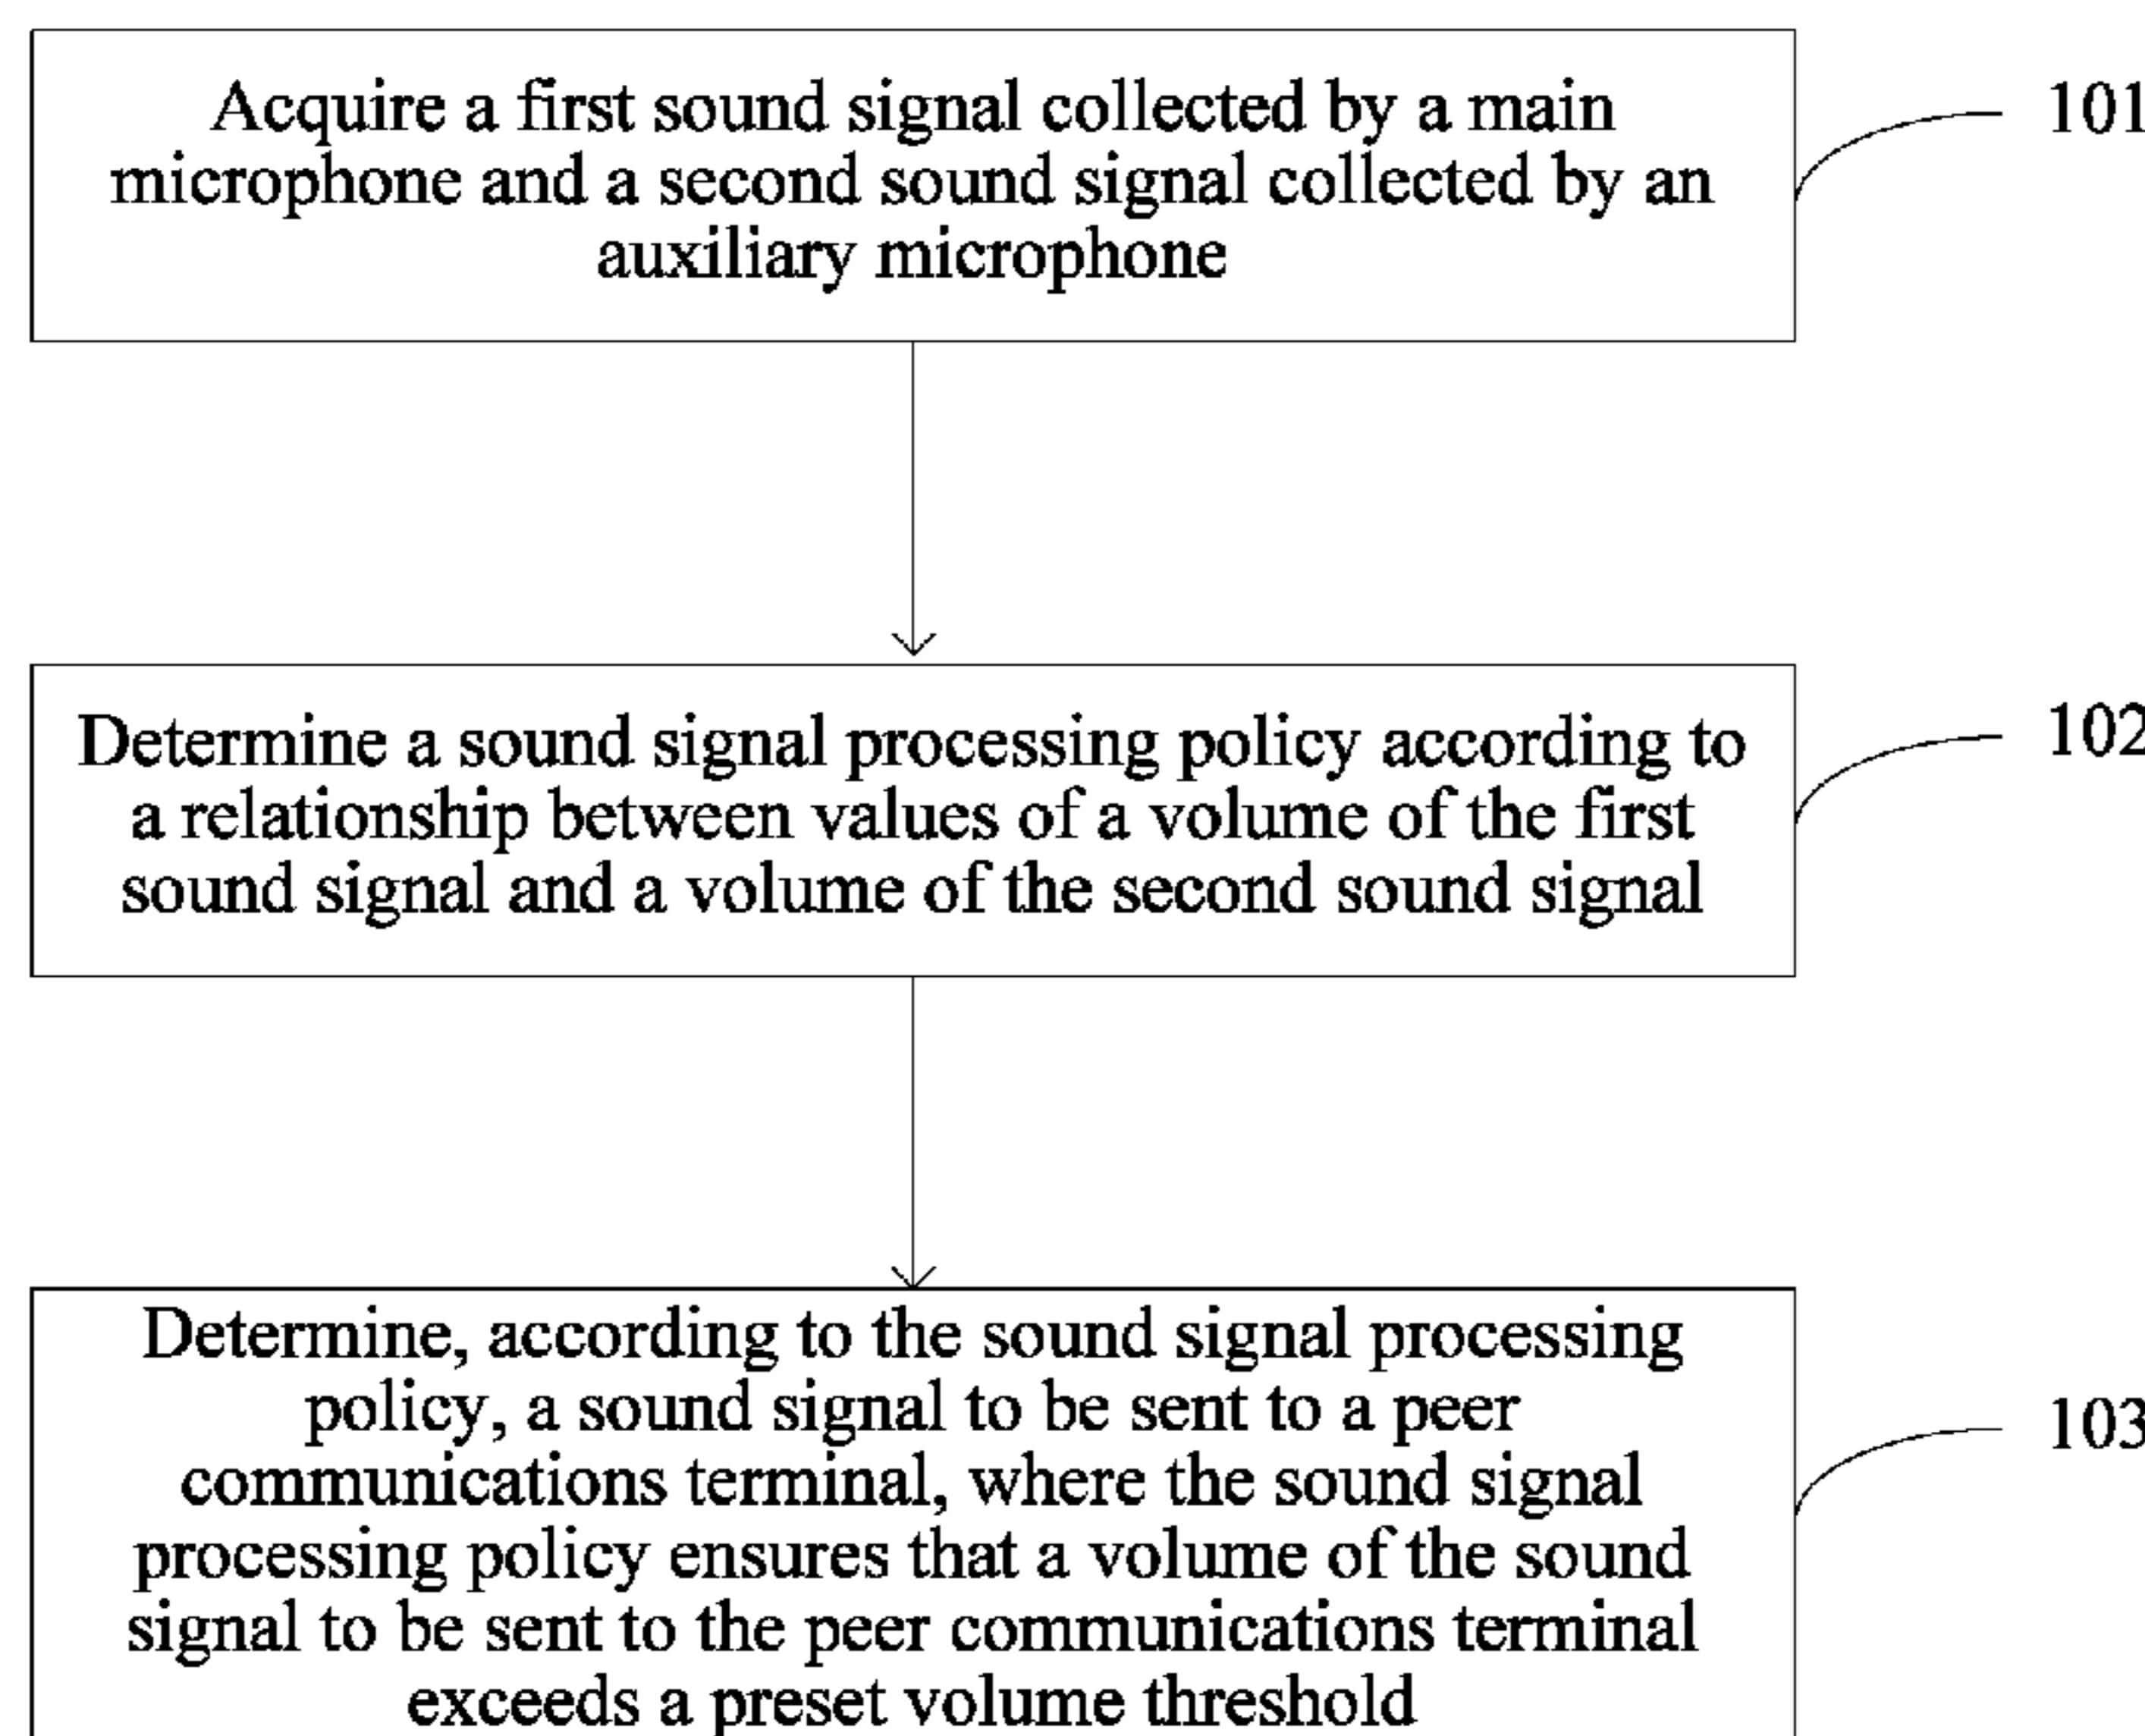 Acquire a first sound signal collected by a main
microphone and a second sound signal collected by an
auxiliary microphone
101
Determine a sound signal processing policy according to
a relationship between values of a volume of the first
sound signal and a volume of the second sound signal
102
Determine, according to the sound signal processing
policy, a sound signal to be sent to a peer
communications terminal, where the sound signal
processing policy ensures that a volume of the sound
signal to be sent to the peer communications terminal
exceeds a preset volume threshold
103